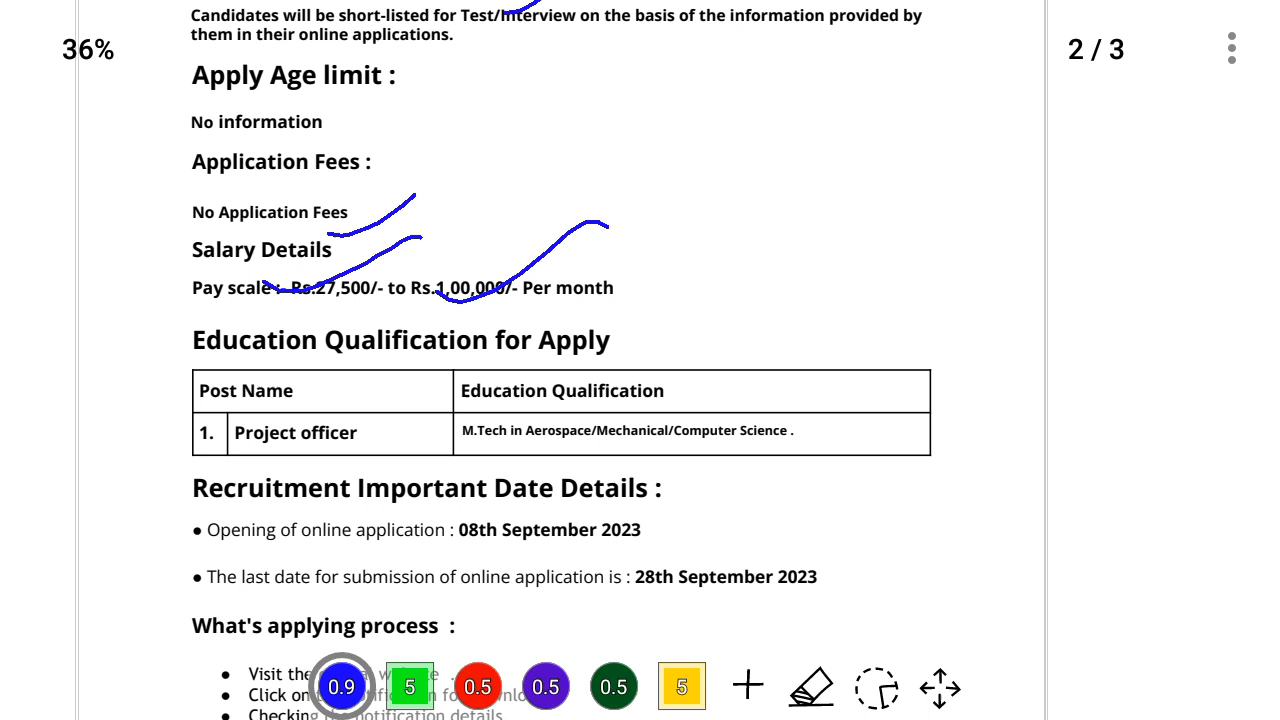 Candidates will be short-listed for Test/Interview on the basis of the information provided by
them in their online applications.
36%
2 / 3
Apply Age limit :
No information
Application Fees :
No Application Fees
Salary Details
Pay scale :- Rs.27,500/- to Rs.1,00,000/- Per month
Education Qualification for Apply
Post Name Education Qualification
1. Project officer M.Tech in Aerospace/Mechanical/Computer Science .
Recruitment Important Date Details :
● Opening of online application : 08th September 2023
● The last date for submission of online application is : 28th September 2023
What's applying process :
● Visit the
● Click on
● Checking the notification details.
0.9 5 0.5 0.5 0.5 5